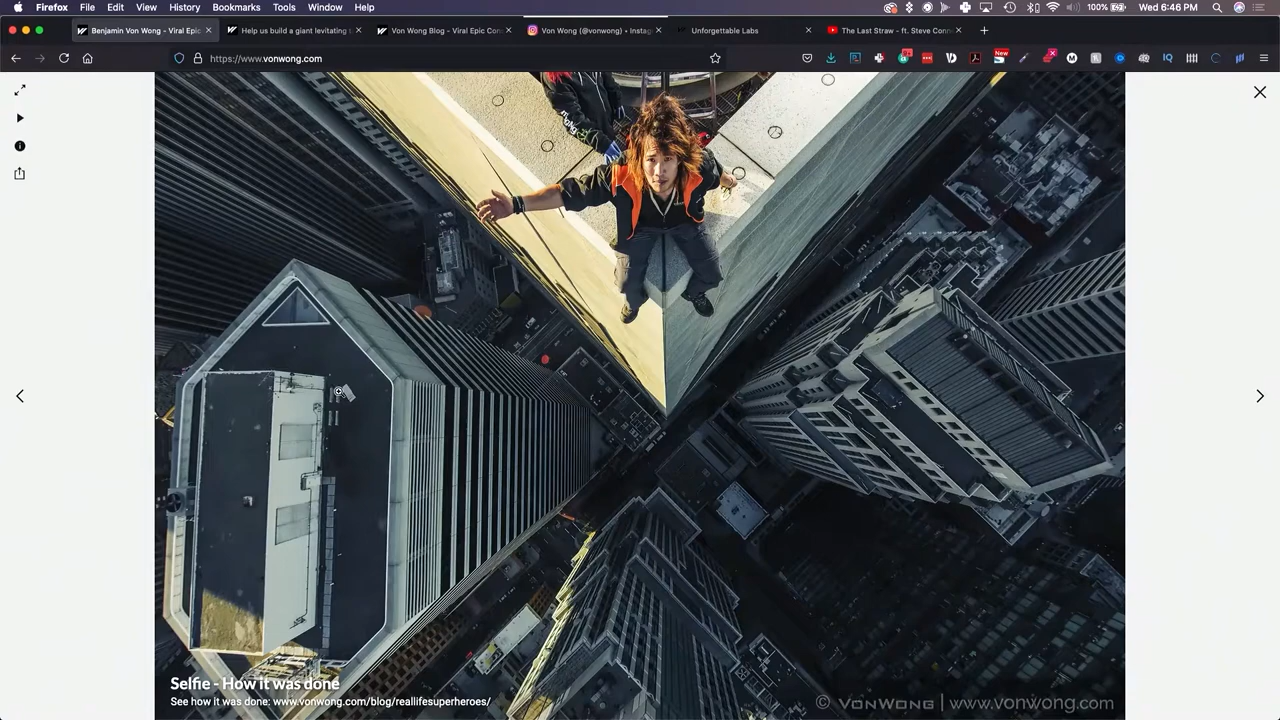 Firefox File Edit View History Bookmarks Tools Window Help 100% Wed 6:46 PM
Benjamin Von Wong - Viral Epic Help us build a giant levitating t Von Wong Blog - Viral Epic Con Von Wong (@vonwong) • Instag Unforgettable Labs The Last Straw - ft. Steve Conn
https://www.vonwong.com New
Selfie - How it was done
See how it was done: www.vonwong.com/blog/reallifesuperheroes/
© VONWONG | www.vonwong.com